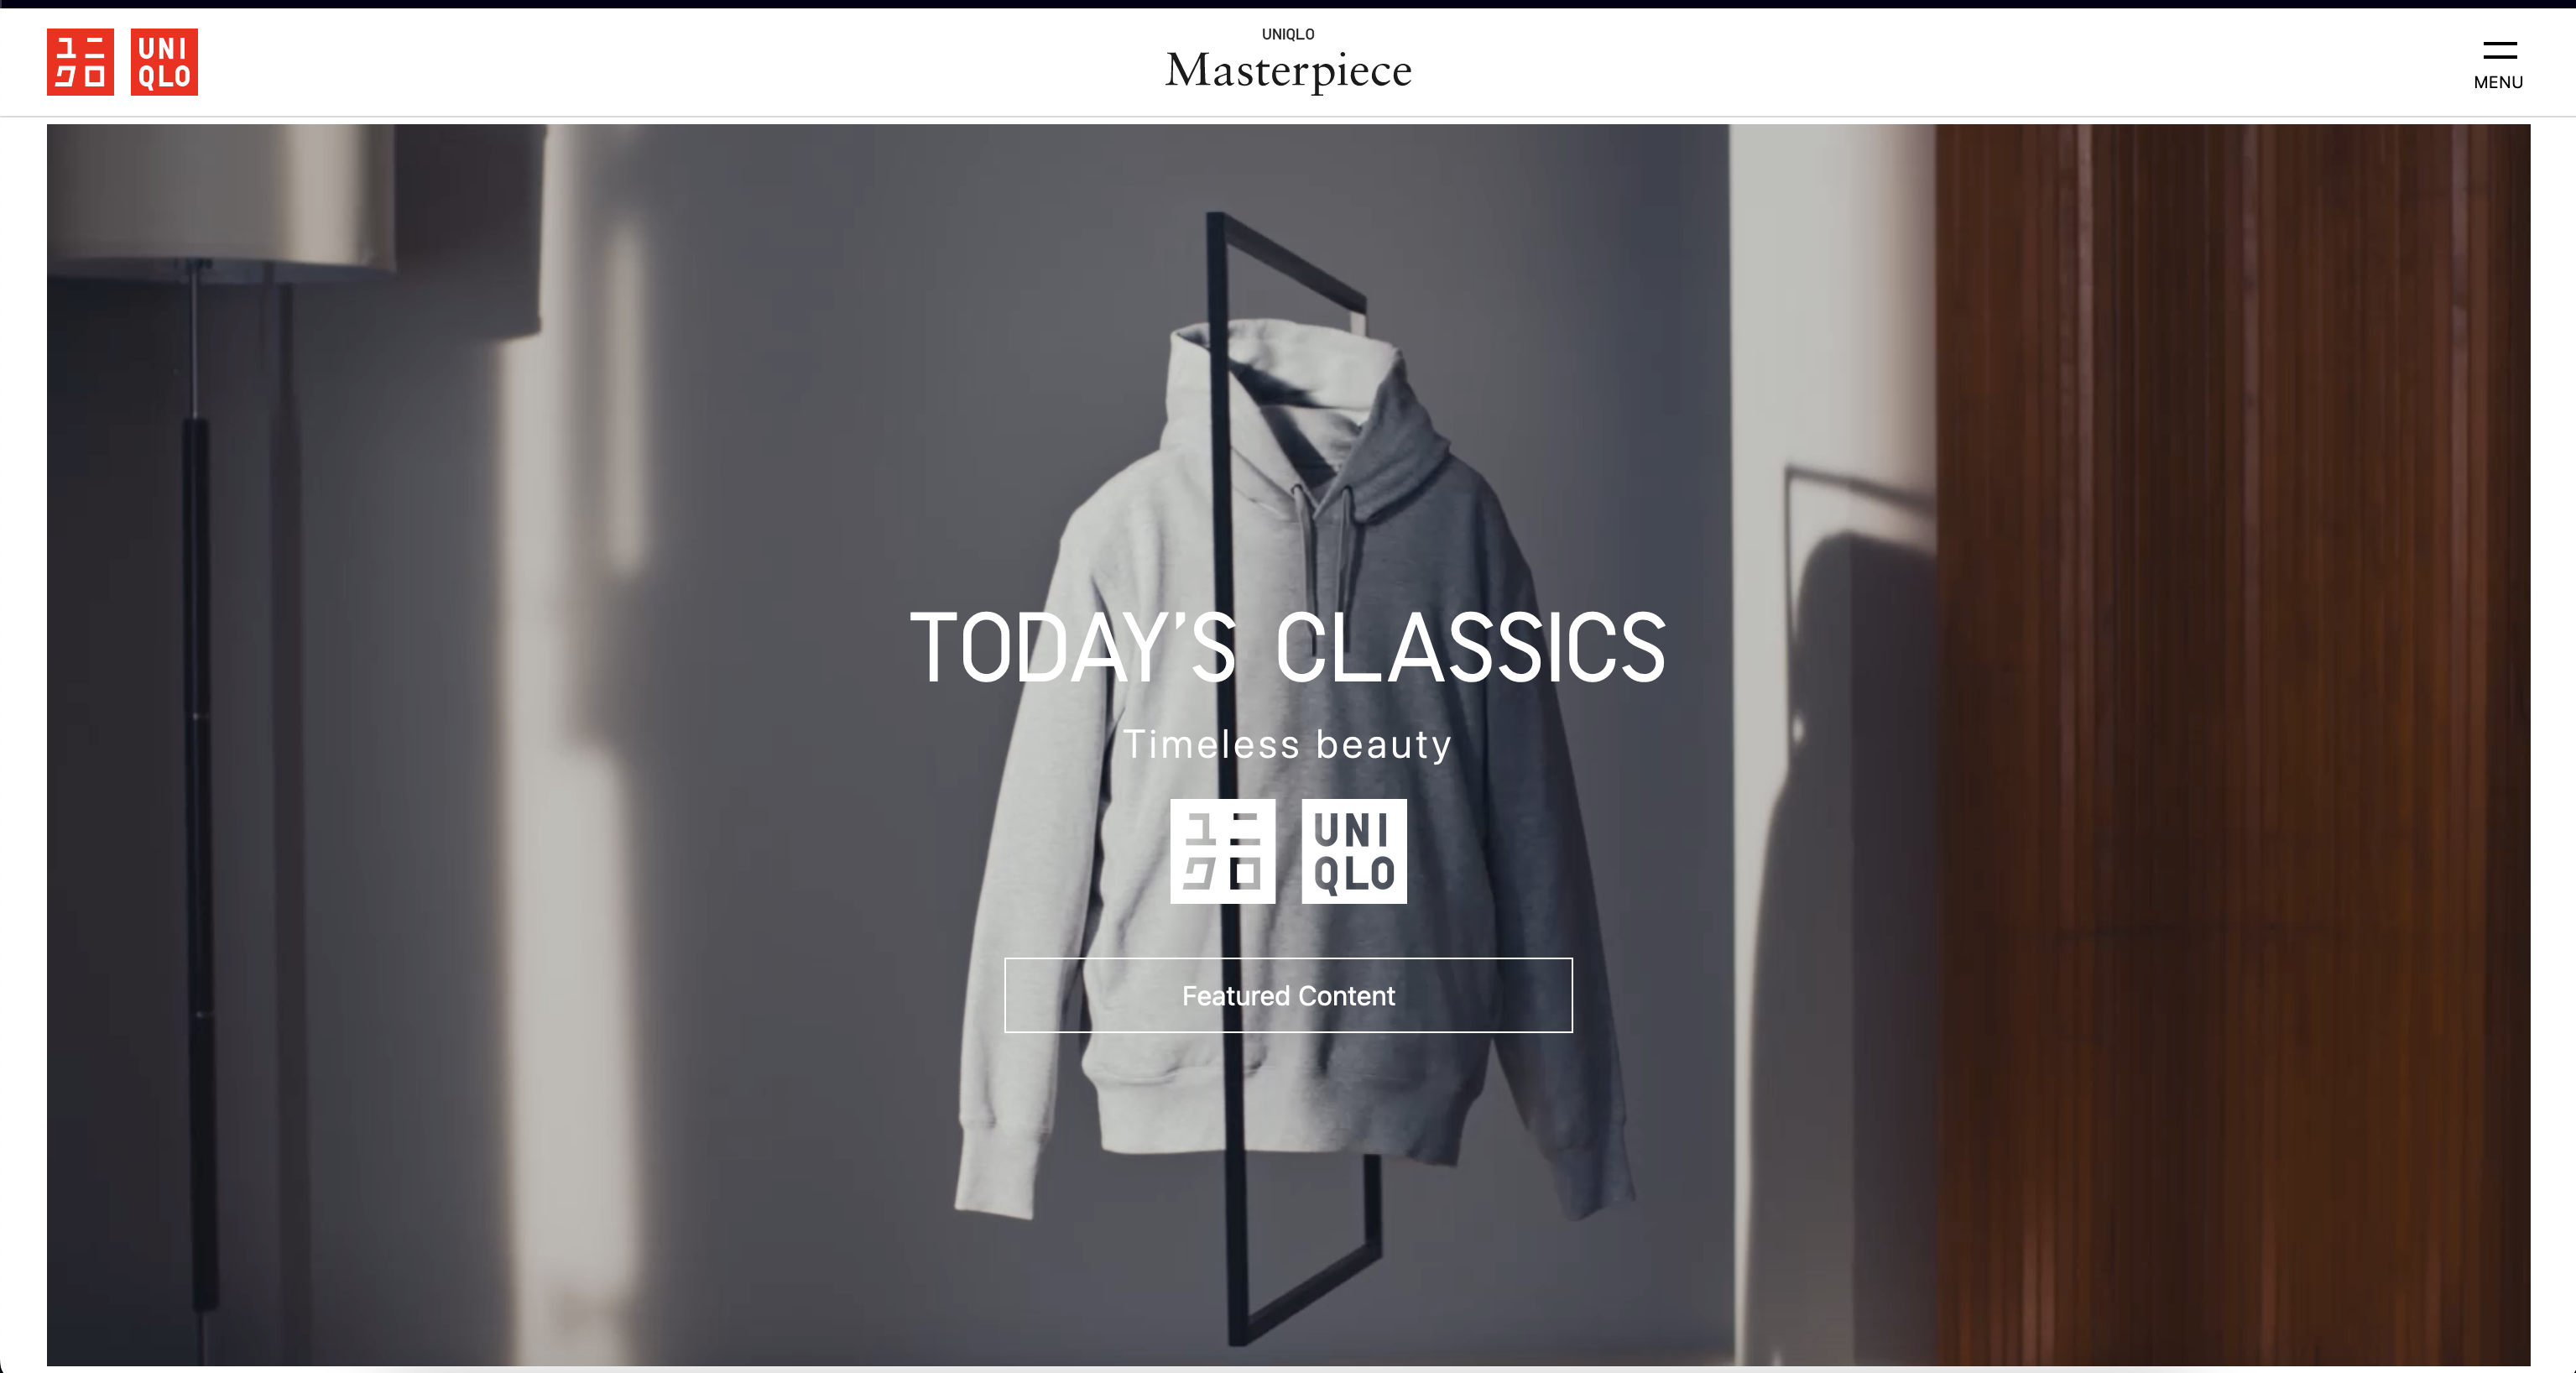 ユニ
クロ
UNI
QLO
UNIQLO
Masterpiece
MENU
TODAY’S CLASSICS
Timeless beauty
ユニ
クロ
UNI
QLO
Featured Content